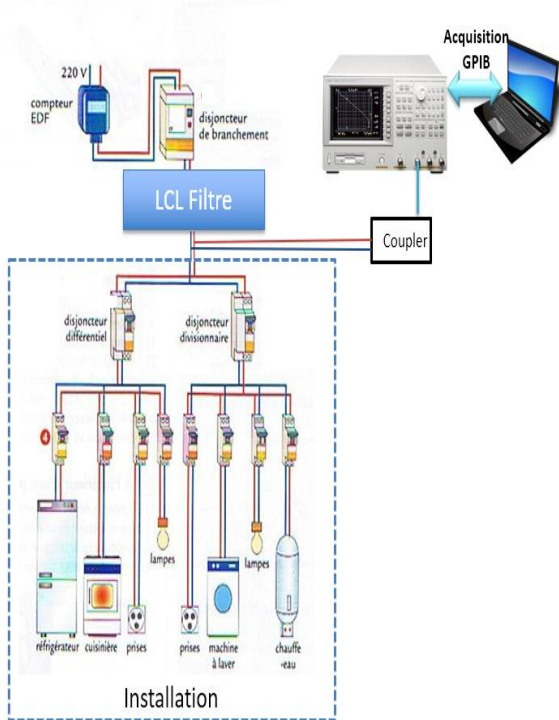 Acquisition
GPIB
220 V
compteur
EDF
disjoncteur
de branchement
LCL Filtre
Coupler
disjoncteur
différentiel
disjoncteur
divisionnaire
4
lampes
lampes
réfrigérateur
cuisinière
prises
prises
machine
à laver
chauffe
-eau
Installation